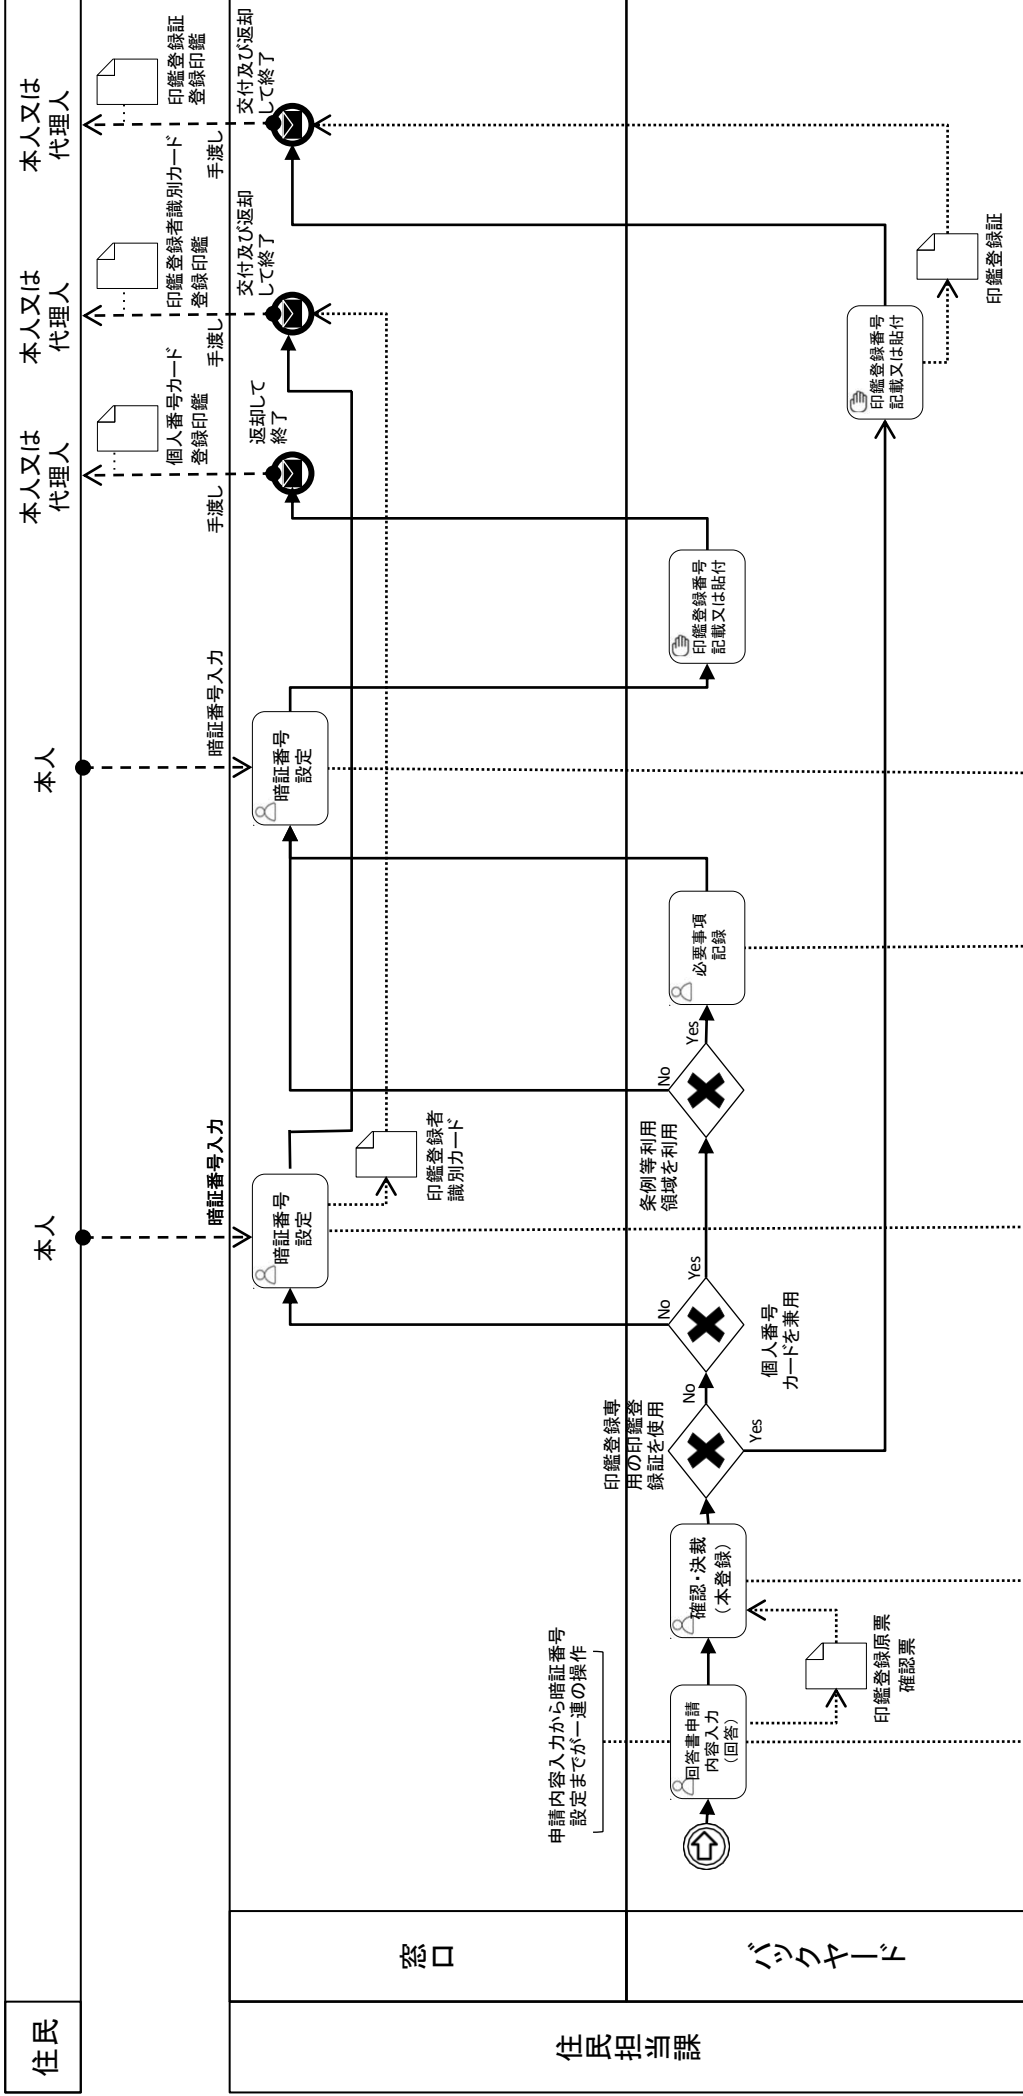 住民
本人
本人
本人又は
代理人
本人又は
代理人
本人又は
代理人
暗証番号入力
暗証番号入力
手渡し
個人番号カード
登録印鑑
手渡し
印鑑登録者識別カード
登録印鑑
手渡し
印鑑登録証
登録印鑑
住民担当課
窓口
暗証番号
設定
印鑑登録者
識別カード
暗証番号
設定
返却して
終了
交付及び返却
して終了
交付及び返却
して終了
バックヤード
申請内容入力から暗証番号
設定までが一連の操作
回答書申請
内容入力
（回答）
印鑑登録原票
確認票
確認・決裁
（本登録）
印鑑登録専
用の印鑑登
録証を使用
No
Yes
個人番号
カードを兼用
No
Yes
条例等利用
領域を利用
No
Yes
必要事項
記録
印鑑登録番号
記載又は貼付
印鑑登録番号
記載又は貼付
印鑑登録証